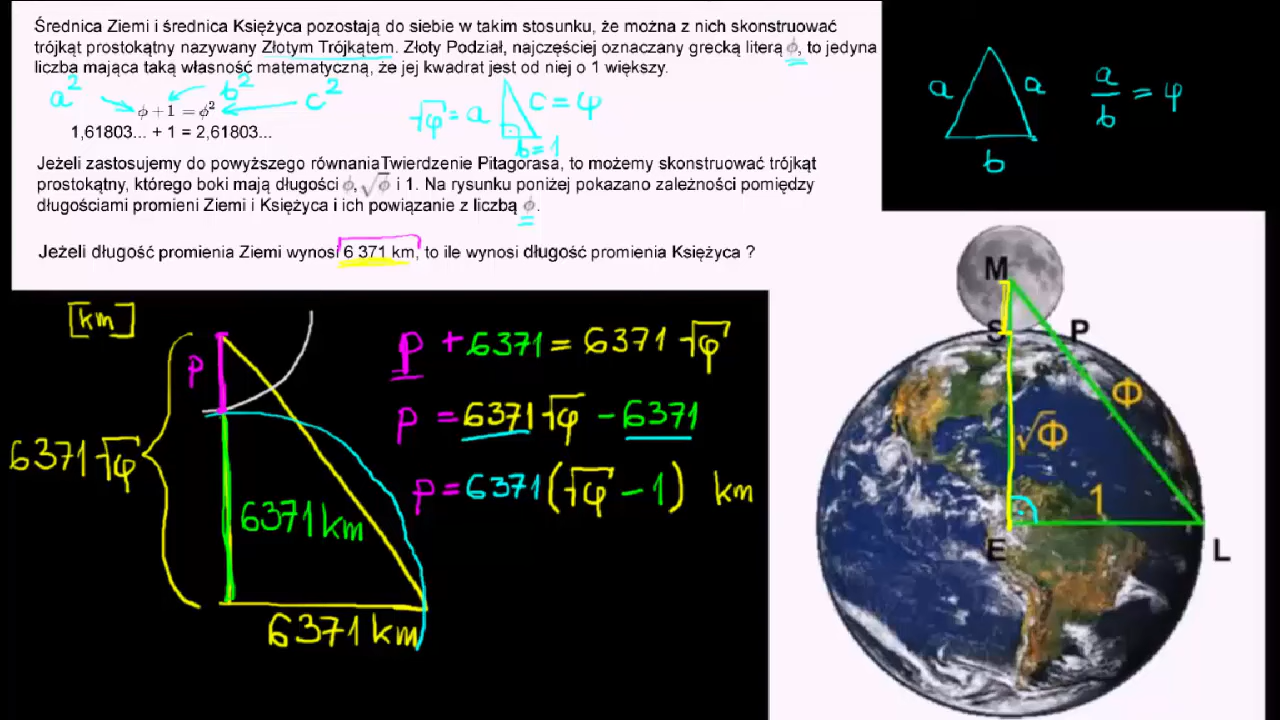 Średnica Ziemi i średnica Księżyca pozostają do siebie w takim stosunku, że można z nich skonstruować
trójkąt prostokątny nazywany Złotym Trójkątem. Złoty Podział, najczęściej oznaczany grecką literą ϕ, to jedyna
liczba mająca taką własność matematyczną, że jej kwadrat jest od niej o 1 większy.
a² b² c²
ϕ + 1 = ϕ²
1,61803... + 1 = 2,61803...
√φ = a
c = φ
b = 1
Jeżeli zastosujemy do powyższego równaniaTwierdzenie Pitagorasa, to możemy skonstruować trójkąt
prostokątny, którego boki mają długości ϕ, √ϕ i 1. Na rysunku poniżej pokazano zależności pomiędzy
długościami promieni Ziemi i Księżyca i ich powiązanie z liczbą ϕ.
Jeżeli długość promienia Ziemi wynosi 6 371 km, to ile wynosi długość promienia Księżyca ?
a
a
b
a/b = φ
[km]
p
6371√φ
6371 km
6371 km
p + 6371 = 6371 √φ
p = 6371√φ - 6371
p = 6371(√φ - 1) km
M
S
P
Φ
√Φ
1
E
L